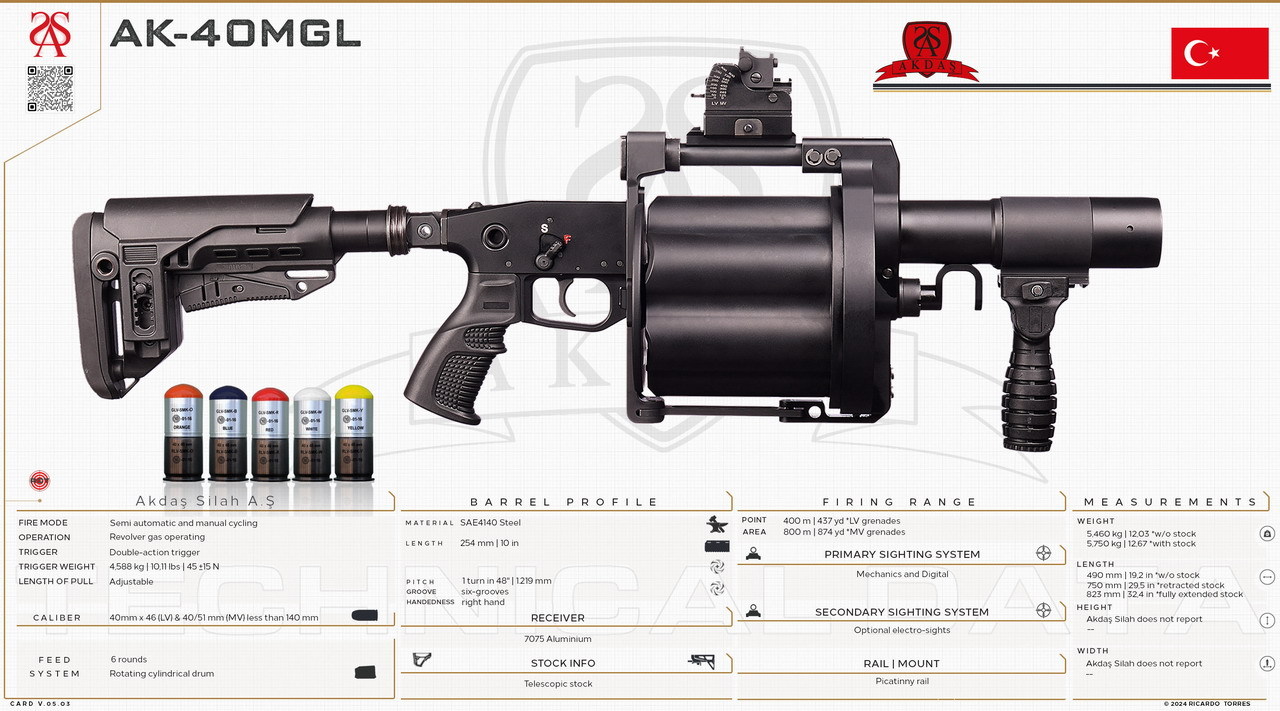 AK-40MGL
AKDAŞ
LV MV
S
F
AK
GLV-SMK-O
01-16
ORANGE
GLV-SMK-B
01-16
BLUE
GLV-SMK-R
01-16
RED
GLV-SMK-W
01-16
WHITE
GLV-SMK-Y
01-16
YELLOW
Akdaş Silah A.Ş
FIRE MODE Semi automatic and manual cycling
OPERATION Revolver gas operating
TRIGGER Double-action trigger
TRIGGER WEIGHT 4,588 kg | 10,11 lbs | 45 ±15 N
LENGTH OF PULL Adjustable
CALIBER 40mm x 46 (LV) & 40/51 mm (MV) less than 140 mm
FEED SYSTEM
6 rounds
Rotating cylindrical drum
BARREL PROFILE
MATERIAL SAE4140 Steel
LENGTH 254 mm | 10 in
PITCH 1 turn in 48" | 1.219 mm
GROOVE six-grooves
HANDEDNESS right hand
RECEIVER
7075 Aluminium
STOCK INFO
Telescopic stock
FIRING RANGE
POINT 400 m | 437 yd *LV grenades
AREA 800 m | 874 yd *MV grenades
PRIMARY SIGHTING SYSTEM
Mechanics and Digital
SECONDARY SIGHTING SYSTEM
Optional electro-sights
RAIL | MOUNT
Picatinny rail
MEASUREMENTS
WEIGHT
5,460 kg | 12,03 *w/o stock
5,750 kg | 12,67 *with stock
LENGTH
490 mm | 19,2 in *w/o stock
750 mm | 29,5 in *retracted stock
823 mm | 32,4 in *fully extended stock
HEIGHT
Akdaş Silah does not report
--
WIDTH
Akdaş Silah does not report
--
TECHNICAL DATA
CARD V.05.03
© 2024 RICARDO TORRES